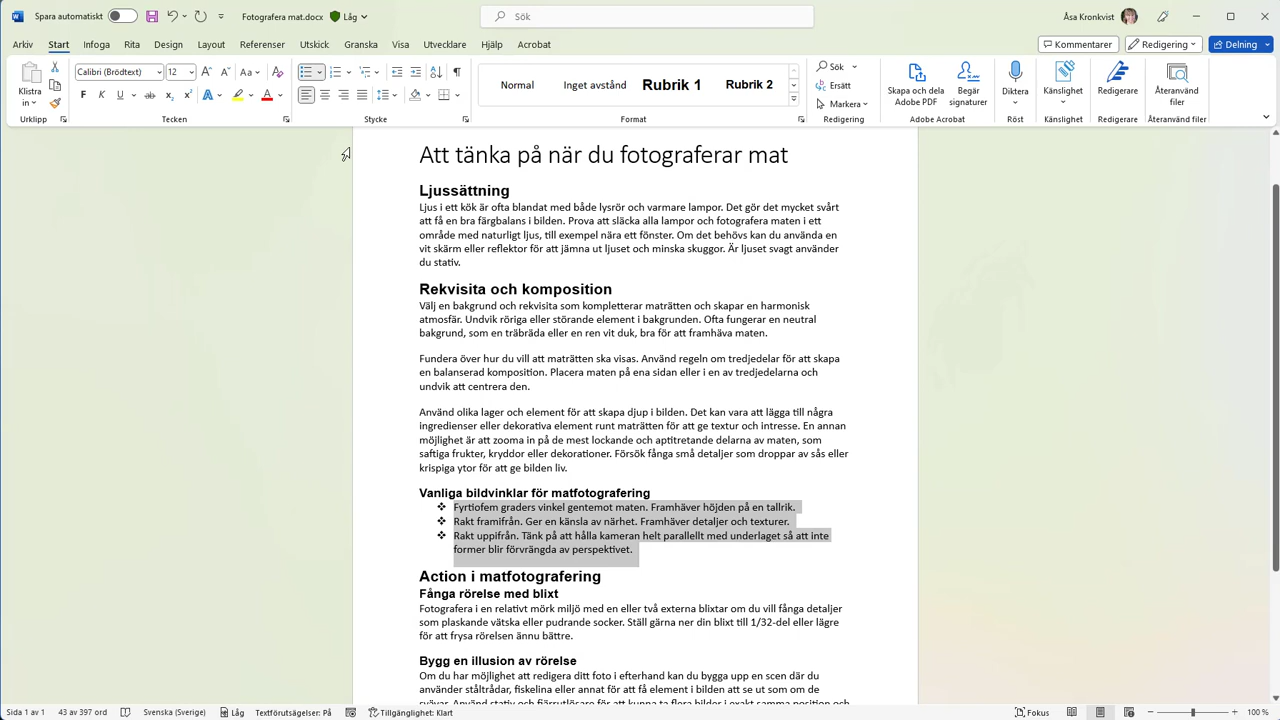 Spara automatiskt
Fotografera mat.docx
Låg
Sök
Åsa Kronkvist
Arkiv Start Infoga Rita Design Layout Referenser Utskick Granska Visa Utvecklare Hjälp Acrobat
Kommentarer
Redigering
Delning
Klistra in
Urklipp
Calibri (Brödtext) 12
Tecken
Stycke
Normal
Inget avstånd
Rubrik 1
Rubrik 2
Format
Sök
Ersätt
Markera
Redigering
Skapa och dela
Adobe PDF
Begär
signaturer
Adobe Acrobat
Diktera
Röst
Känslighet
Känslighet
Redigerare
Redigerare
Återanvänd
filer
Återanvänd filer
Att tänka på när du fotograferar mat
Ljussättning
Ljus i ett kök är ofta blandat med både lysrör och varmare lampor. Det gör det mycket svårt
att få en bra färgbalans i bilden. Prova att släcka alla lampor och fotografera maten i ett
område med naturligt ljus, till exempel nära ett fönster. Om det behövs kan du använda en
vit skärm eller reflektor för att jämna ut ljuset och minska skuggor. Är ljuset svagt använder
du stativ.
Rekvisita och komposition
Välj en bakgrund och rekvisita som kompletterar maträtten och skapar en harmonisk
atmosfär. Undvik röriga eller störande element i bakgrunden. Ofta fungerar en neutral
bakgrund, som en träbräda eller en ren vit duk, bra för att framhäva maten.
Fundera över hur du vill att maträtten ska visas. Använd regeln om tredjedelar för att skapa
en balanserad komposition. Placera maten på ena sidan eller i en av tredjedelarna och
undvik att centrera den.
Använd olika lager och element för att skapa djup i bilden. Det kan vara att lägga till några
ingredienser eller dekorativa element runt maträtten för att ge textur och intresse. En annan
möjlighet är att zooma in på de mest lockande och aptitretande delarna av maten, som
saftiga frukter, kryddor eller dekorationer. Försök fånga små detaljer som droppar av sås eller
krispiga ytor för att ge bilden liv.
Vanliga bildvinklar för matfotografering
❖ Fyrtiofem graders vinkel gentemot maten. Framhäver höjden på en tallrik.
❖ Rakt framifrån. Ger en känsla av närhet. Framhäver detaljer och texturer.
❖ Rakt uppifrån. Tänk på att hålla kameran helt parallellt med underlaget så att inte
former blir förvrängda av perspektivet.
Action i matfotografering
Fånga rörelse med blixt
Fotografera i en relativt mörk miljö med en eller två externa blixtar om du vill fånga detaljer
som plaskande vätska eller pudrande socker. Ställ gärna ner din blixt till 1/32-del eller lägre
för att frysa rörelsen ännu bättre.
Bygg en illusion av rörelse
Om du har möjlighet att redigera ditt foto i efterhand kan du bygga upp en scen där du
använder ståltrådar, fiskelina eller annat för att få element i bilden att se ut som om de
svävar. Använd stativ och fjärrutlösare för att kunna ta flera bilder i exakt samma position och
Sida 1 av 1
43 av 397 ord
Svenska (Sverige)
Låg
Textförutsägelser: På
Tillgänglighet: Klart
Fokus
100 %